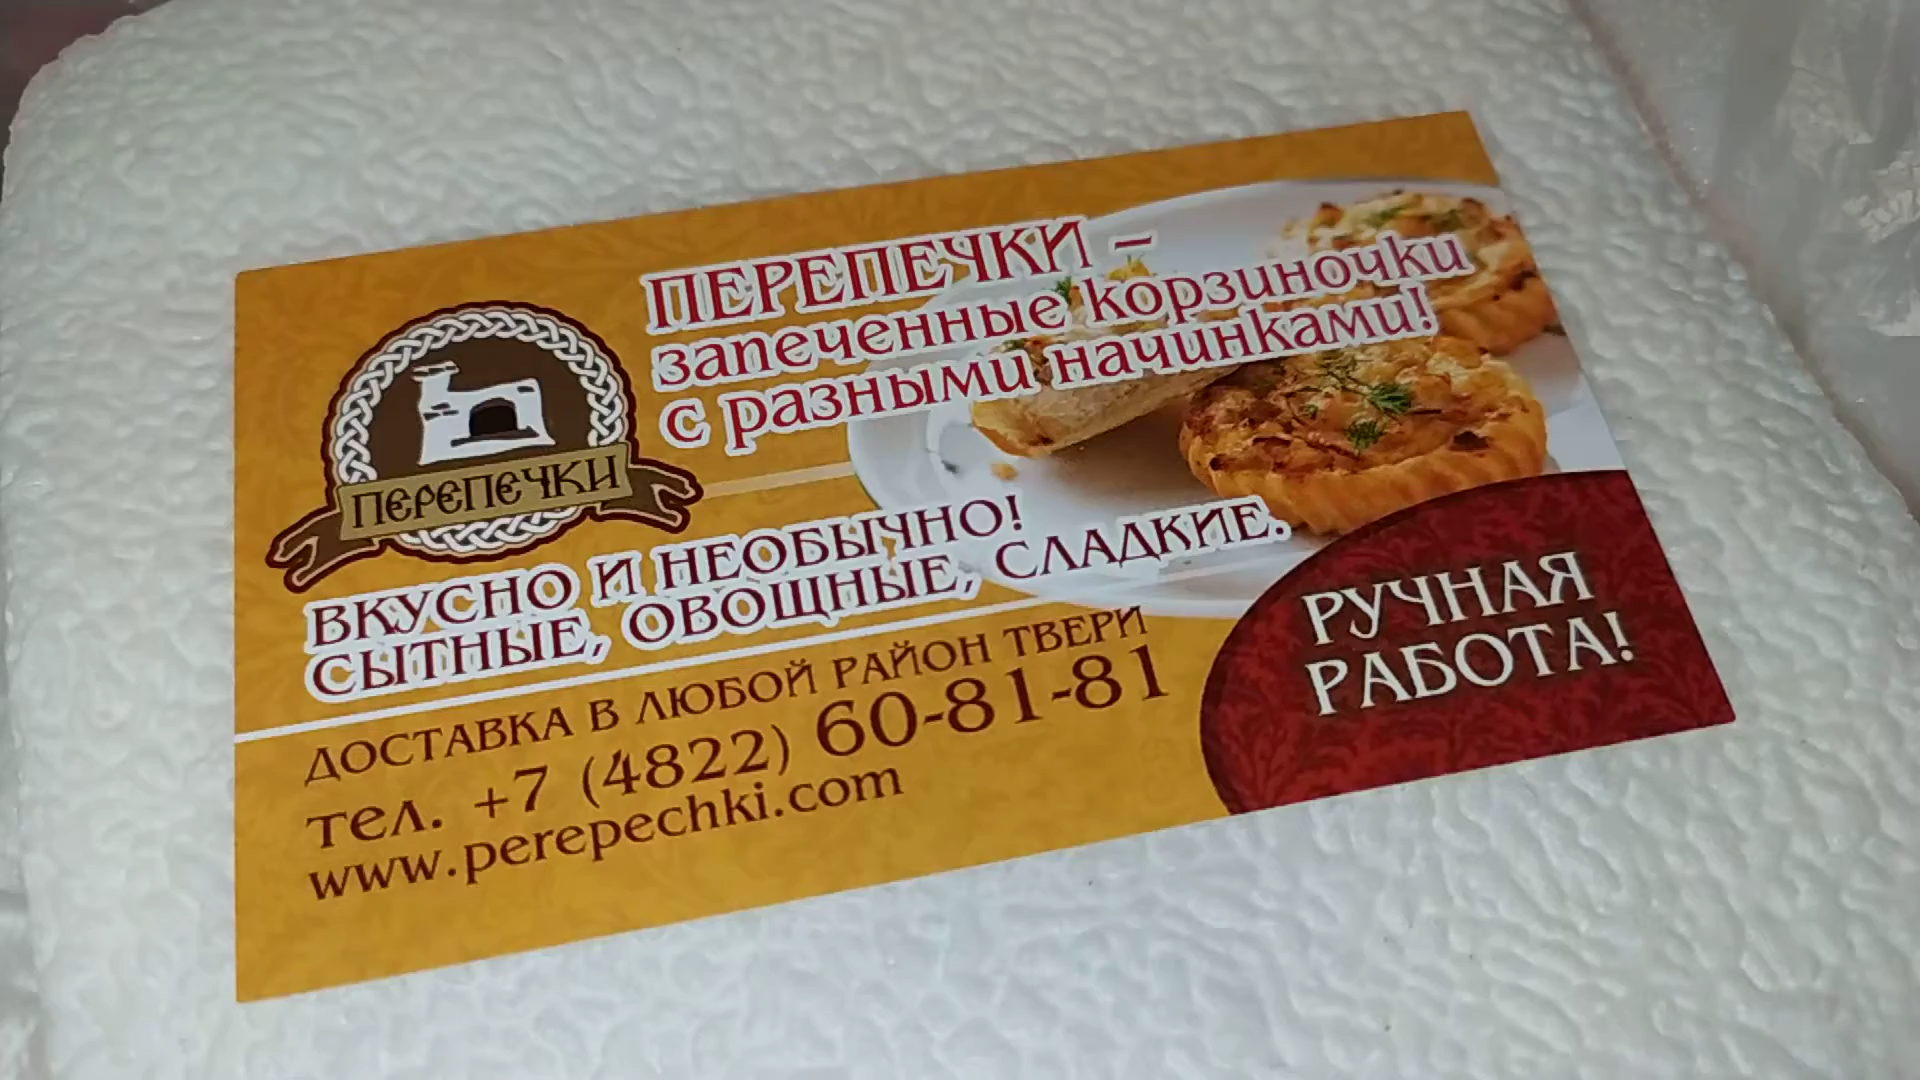 ПЕРЕПЕЧКИ –
запеченные корзиночки
с разными начинками!
ПЕРЕПЕЧКИ
ВКУСНО И НЕОБЫЧНО!
СЫТНЫЕ, ОВОЩНЫЕ, СЛАДКИЕ.
ДОСТАВКА В ЛЮБОЙ РАЙОН ТВЕРИ
тел. +7 (4822) 60-81-81
www.perepechki.com
РУЧНАЯ
РАБОТА!